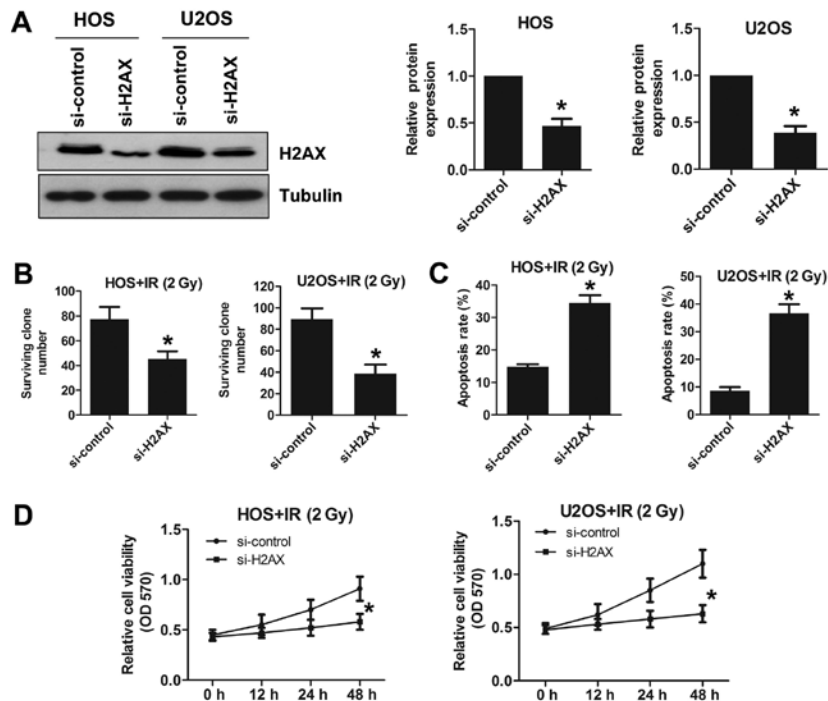 A
HOS
U2OS
si-control
si-H2AX
si-control
si-H2AX
H2AX
Tubulin
HOS
Relative protein
expression
1.5
1.0
0.5
0.0
*
si-control
si-H2AX
U2OS
Relative protein
expression
1.5
1.0
0.5
0.0
*
si-control
si-H2AX
B
HOS+IR (2 Gy)
Surviving clone
number
100
80
60
40
20
0
*
si-control
si-H2AX
U2OS+IR (2 Gy)
Surviving clone
number
120
100
80
60
40
20
0
*
si-control
si-H2AX
C
HOS+IR (2 Gy)
Apoptosis rate (%)
40
30
20
10
0
*
si-control
si-H2AX
U2OS+IR (2 Gy)
Apoptosis rate (%)
40
30
20
10
0
*
si-control
si-H2AX
D
HOS+IR (2 Gy)
Relative cell viability
(OD 570)
1.5
1.0
0.5
0.0
si-control
si-H2AX
*
0 h 12 h 24 h 48 h
U2OS+IR (2 Gy)
Relative cell viability
(OD 570)
1.5
1.0
0.5
0.0
si-control
si-H2AX
*
0 h 12 h 24 h 48 h